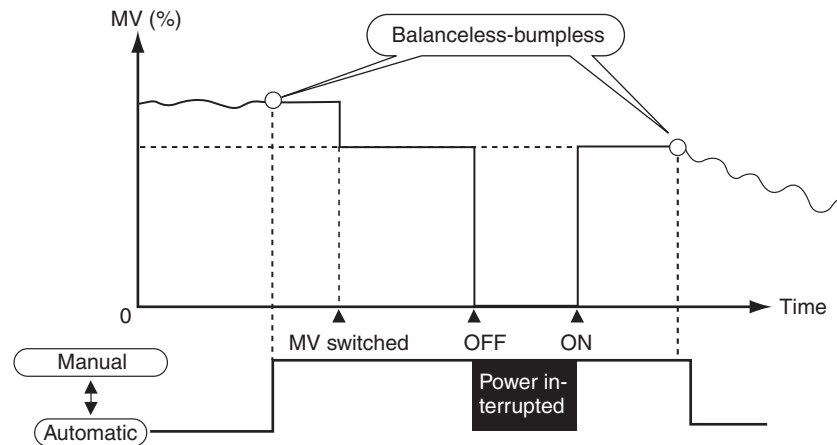 MV (%)
Balanceless-bumpless
0
Time
MV switched
OFF
ON
Manual
Power in-
terrupted
Automatic